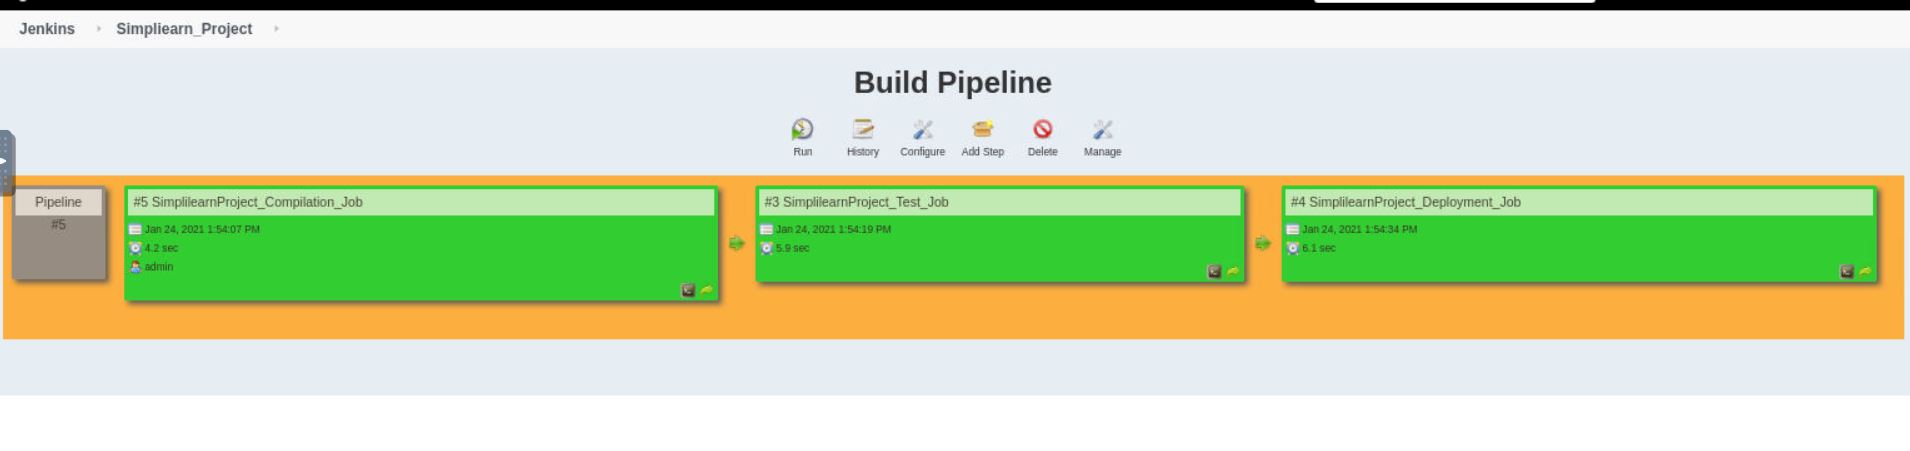 Jenkins Simpliearn_Project
Build Pipeline
Run History Configure Add Step Delete Manage
Pipeline
#5
#5 SimplilearnProject_Compilation_Job
Jan 24, 2021 1:54:07 PM
4.2 sec
admin
#3 SimplilearnProject_Test_Job
Jan 24, 2021 1:54:19 PM
5.9 sec
#4 SimplilearnProject_Deployment_Job
Jan 24, 2021 1:54:34 PM
6.1 sec